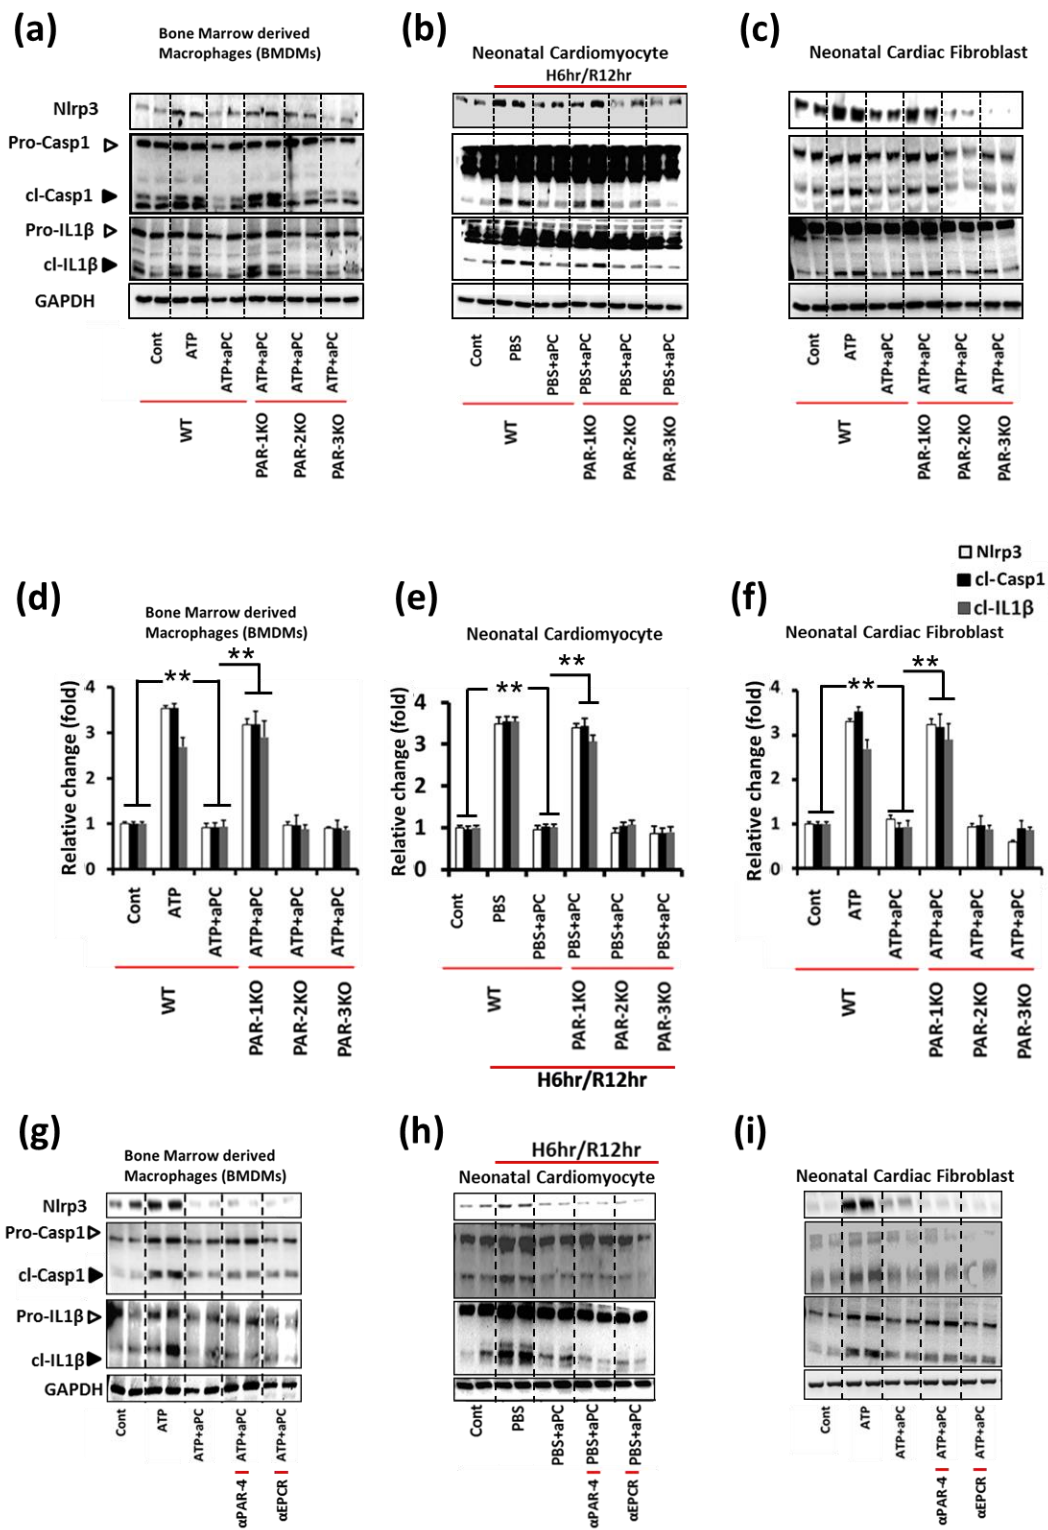 (a)
Bone Marrow derived
Macrophages (BMDMs)
Nlrp3
Pro-Casp1
cl-Casp1
Pro-IL1β
cl-IL1β
GAPDH
Cont
ATP
ATP+aPC
ATP+aPC
ATP+aPC
ATP+aPC
WT
PAR-1KO
PAR-2KO
PAR-3KO
(b)
Neonatal Cardiomyocyte
H6hr/R12hr
Cont
PBS
PBS+aPC
PBS+aPC
PBS+aPC
PBS+aPC
WT
PAR-1KO
PAR-2KO
PAR-3KO
(c)
Neonatal Cardiac Fibroblast
Cont
ATP
ATP+aPC
ATP+aPC
ATP+aPC
ATP+aPC
WT
PAR-1KO
PAR-2KO
PAR-3KO
Nlrp3
cl-Casp1
cl-IL1β
(d)
Bone Marrow derived
Macrophages (BMDMs)
**
**
Relative change (fold)
4
3
2
1
0
Cont
ATP
ATP+aPC
ATP+aPC
ATP+aPC
ATP+aPC
WT
PAR-1KO
PAR-2KO
PAR-3KO
(e)
Neonatal Cardiomyocyte
**
**
Relative change (fold)
4
3
2
1
0
Cont
PBS
PBS+aPC
PBS+aPC
PBS+aPC
PBS+aPC
WT
PAR-1KO
PAR-2KO
PAR-3KO
H6hr/R12hr
(f)
Neonatal Cardiac Fibroblast
**
**
Relative change (fold)
4
3
2
1
0
Cont
ATP
ATP+aPC
ATP+aPC
ATP+aPC
ATP+aPC
WT
PAR-1KO
PAR-2KO
PAR-3KO
(g)
Bone Marrow derived
Macrophages (BMDMs)
Nlrp3
Pro-Casp1
cl-Casp1
Pro-IL1β
cl-IL1β
GAPDH
Cont
ATP
ATP+aPC
ATP+aPC
ATP+aPC
αPAR-4
αEPCR
(h)
H6hr/R12hr
Neonatal Cardiomyocyte
Cont
PBS
PBS+aPC
PBS+aPC
PBS+aPC
αPAR-4
αEPCR
(i)
Neonatal Cardiac Fibroblast
Cont
ATP
ATP+aPC
ATP+aPC
ATP+aPC
αPAR-4
αEPCR